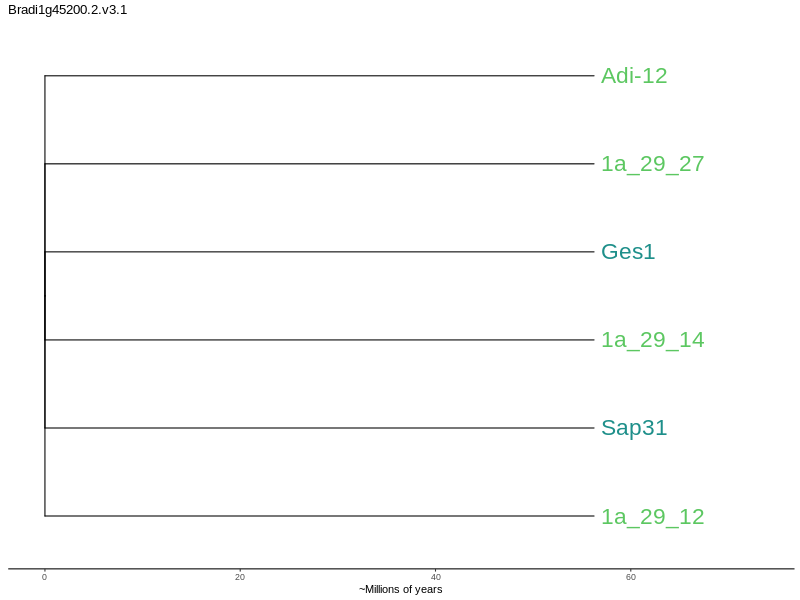 Bradi1g45200.2.v3.1
Adi-12
1a_29_27
Ges1
1a_29_14
Sap31
1a_29_12
0 20 40 60
~Millions of years